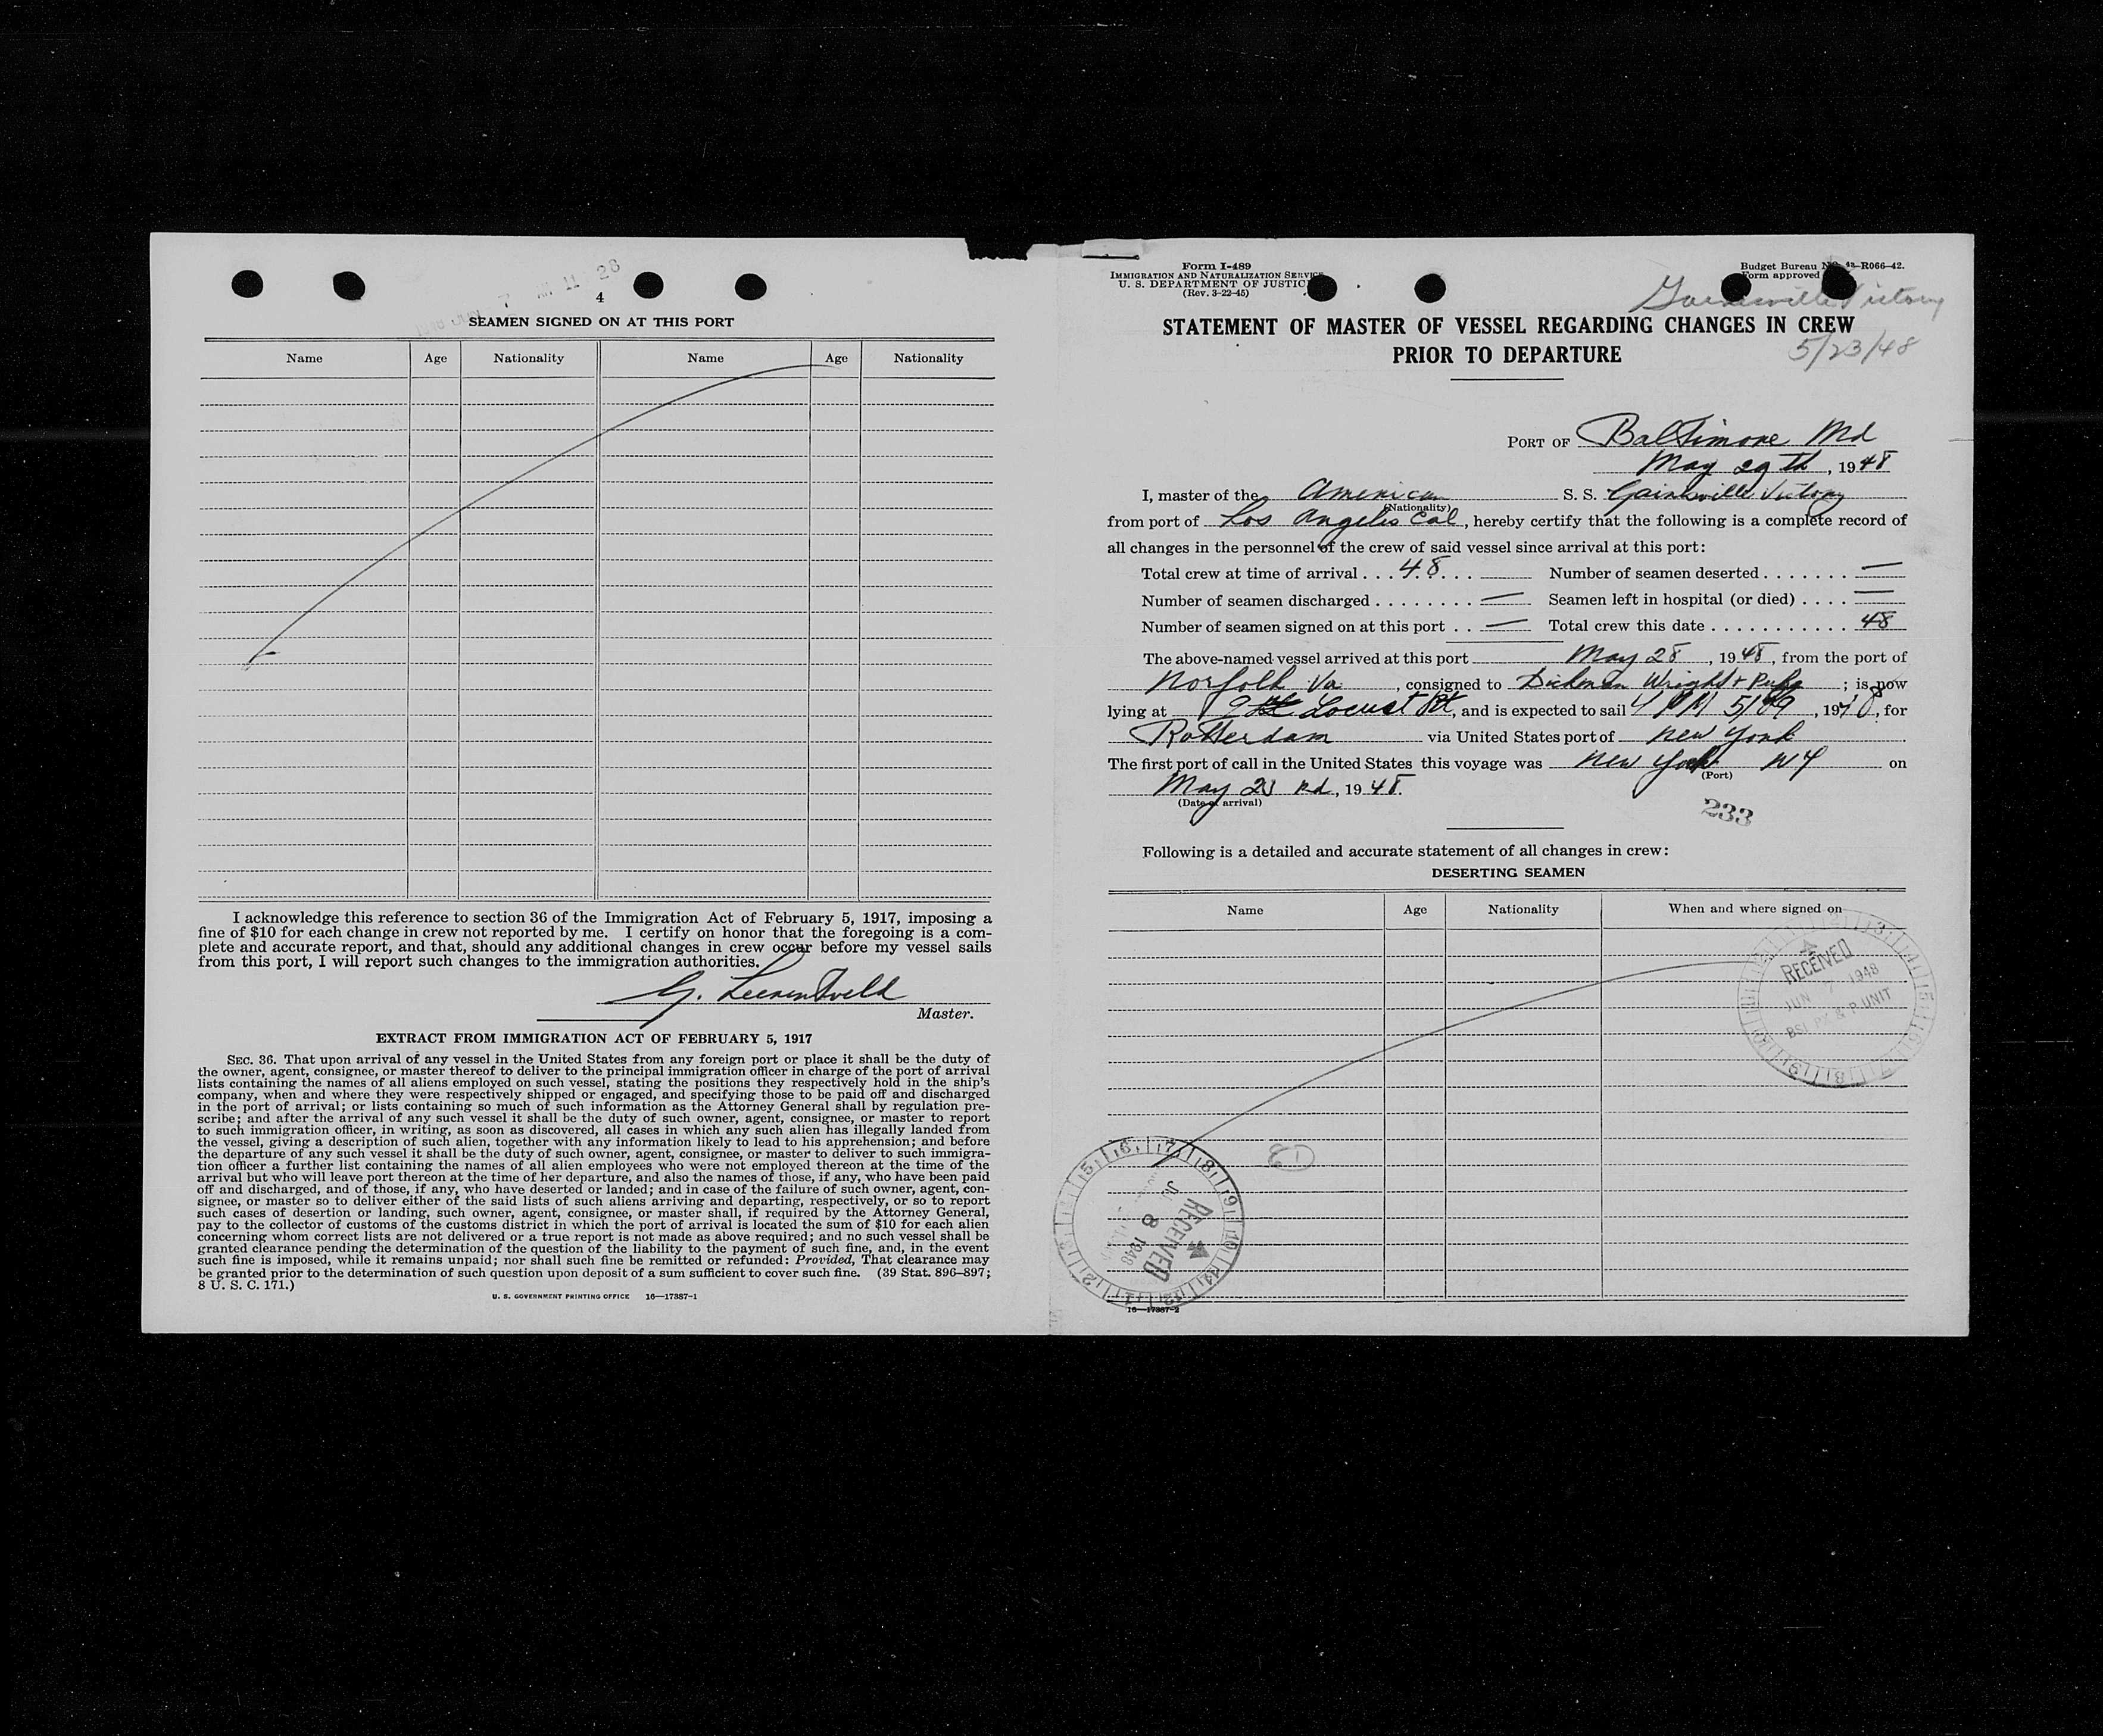 7 AM 11 26
4
SEAMEN SIGNED ON AT THIS PORT
Name Age Nationality Name Age Nationality
I acknowledge this reference to section 36 of the Immigration Act of February 5, 1917, imposing a
fine of $10 for each change in crew not reported by me. I certify on honor that the foregoing is a com-
plete and accurate report, and that, should any additional changes in crew occur before my vessel sails
from this port, I will report such changes to the immigration authorities.
G.
Master.
EXTRACT FROM IMMIGRATION ACT OF FEBRUARY 5, 1917
SEC. 36. That upon arrival of any vessel in the United States from any foreign port or place it shall be the duty of
the owner, agent, consignee, or master thereof to deliver to the principal immigration officer in charge of the port of arrival
lists containing the names of all aliens employed on such vessel, stating the positions they respectively hold in the ship's
company, when and where they were respectively shipped or engaged, and specifying those to be paid off and discharged
in the port of arrival; or lists containing so much of such information as the Attorney General shall by regulation pre-
scribe; and after the arrival of any such vessel it shall be the duty of such owner, agent, consignee, or master to report
to such immigration officer, in writing, as soon as discovered, all cases in which any such alien has illegally landed from
the vessel, giving a description of such alien, together with any information likely to lead to his apprehension; and before
the departure of any such vessel it shall be the duty of such owner, agent, consignee, or master to deliver to such immigra-
tion officer a further list containing the names of all alien employees who were not employed thereon at the time of the
arrival but who will leave port thereon at the time of her departure, and also the names of those, if any, who have been paid
off and discharged, and of those, if any, who have deserted or landed; and in case of the failure of such owner, agent, con-
signee, or master so to deliver either of the said lists of such aliens arriving and departing, respectively, or so to report
such cases of desertion or landing, such owner, agent, consignee, or master shall, if required by the Attorney General,
pay to the collector of customs of the customs district in which the port of arrival is located the sum of $10 for each alien
concerning whom correct lists are not delivered or a true report is not made as above required; and no such vessel shall be
granted clearance pending the determination of the question of the liability to the payment of such fine, and, in the event
such fine is imposed, while it remains unpaid; nor shall such fine be remitted or refunded: Provided, That clearance may
be granted prior to the determination of such question upon deposit of a sum sufficient to cover such fine. (39 Stat. 896–897;
8 U. S. C. 171.)
U. S. GOVERNMENT PRINTING OFFICE 16—17387-1
Form I-489
IMMIGRATION AND NATURALIZATION SERVICE
U. S. DEPARTMENT OF JUSTICE
(Rev. 3-22-45)
Budget Bureau 43-R066-42.
Form approved
Gainesville Victory
STATEMENT OF MASTER OF VESSEL REGARDING CHANGES IN CREW
PRIOR TO DEPARTURE
5/23/48
PORT OF Baltimore Md
May 29th, 1948
I, master of the American S. S. Gainsville Victory
(Nationality)
from port of Los Angeles Cal, hereby certify that the following is a complete record of
all changes in the personnel of the crew of said vessel since arrival at this port:
Total crew at time of arrival . . . 48 . . . Number of seamen deserted . . . . . . . —
Number of seamen discharged . . . . . . . . — Seamen left in hospital (or died) . . . . —
Number of seamen signed on at this port . . — Total crew this date . . . . . . . . . . . 48
The above-named vessel arrived at this port May 28, 1948, from the port of
Norfolk Va, consigned to Wright + ; is now
lying at Locust Pt, and is expected to sail 4 PM 5/29, 1948, for
Rotterdam via United States port of New York
The first port of call in the United States this voyage was New York NY on
(Port)
May 23rd, 1948.
(Date of arrival)
233
Following is a detailed and accurate statement of all changes in crew:
DESERTING SEAMEN
Name Age Nationality When and where signed on
RECEIVED
JUN 7 1948
BSI PX & P. UNIT
RECEIVED
8 1948
16—17387-2